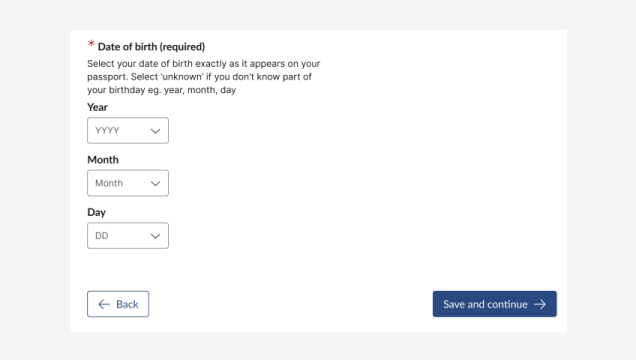 * Date of birth (required)
Select your date of birth exactly as it appears on your
passport. Select ‘unknown’ if you don’t know part of
your birthday eg. year, month, day
Year
YYYY
Month
Month
Day
DD
← Back
Save and continue →